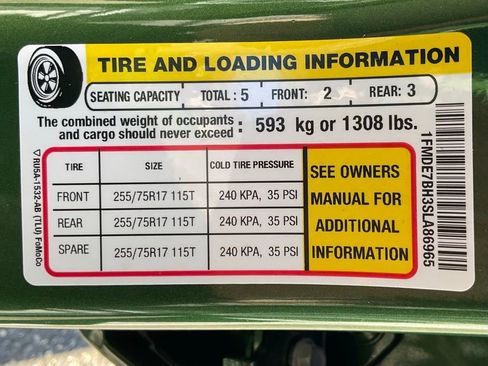 TIRE AND LOADING INFORMATION
SEATING CAPACITY TOTAL : 5 FRONT: 2 REAR: 3
The combined weight of occupants
and cargo should never exceed : 593 kg or 1308 lbs.
TIRE SIZE COLD TIRE PRESSURE
FRONT 255/75R17 115T 240 KPA, 35 PSI
REAR 255/75R17 115T 240 KPA, 35 PSI
SPARE 255/75R17 115T 240 KPA, 35 PSI
SEE OWNERS
MANUAL FOR
ADDITIONAL
INFORMATION
1FMDE7BH3SLA86965
▽ RU5A-1532-AB (TLU) FoMoCo